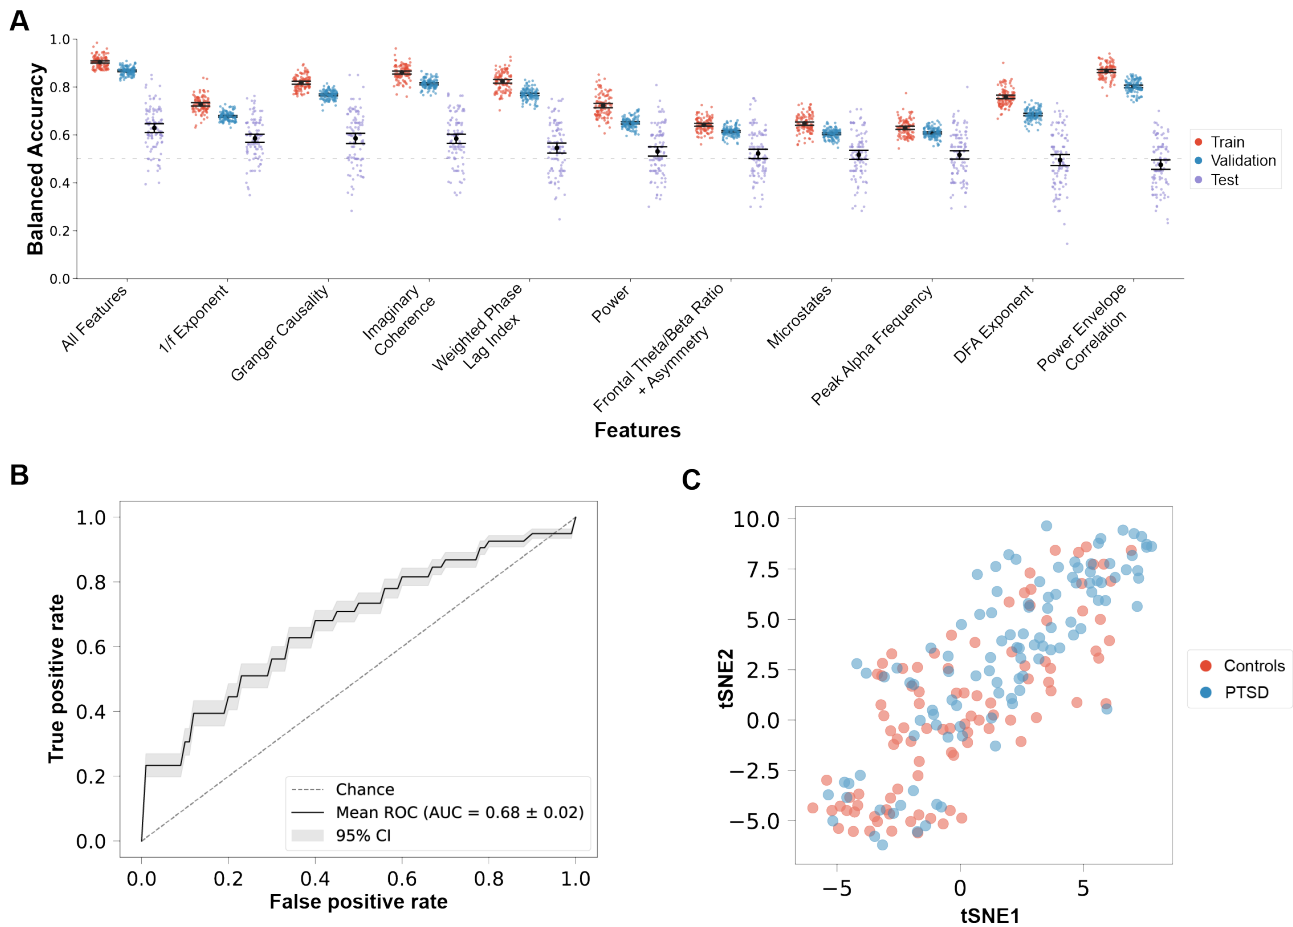 A
Balanced Accuracy
1.0
0.8
0.6
0.4
0.2
0.0
All Features
1/f Exponent
Granger Causality
Imaginary
Coherence
Weighted Phase
Lag Index
Power
Frontal Theta/Beta Ratio
+ Asymmetry
Microstates
Peak Alpha Frequency
DFA Exponent
Power Envelope
Correlation
Features
Train
Validation
Test
B
True positive rate
1.0
0.8
0.6
0.4
0.2
0.0
0.0
0.2
0.4
0.6
0.8
1.0
False positive rate
Chance
Mean ROC (AUC = 0.68 ± 0.02)
95% CI
C
tSNE2
10.0
7.5
5.0
2.5
0.0
−2.5
−5.0
−5
0
5
tSNE1
Controls
PTSD